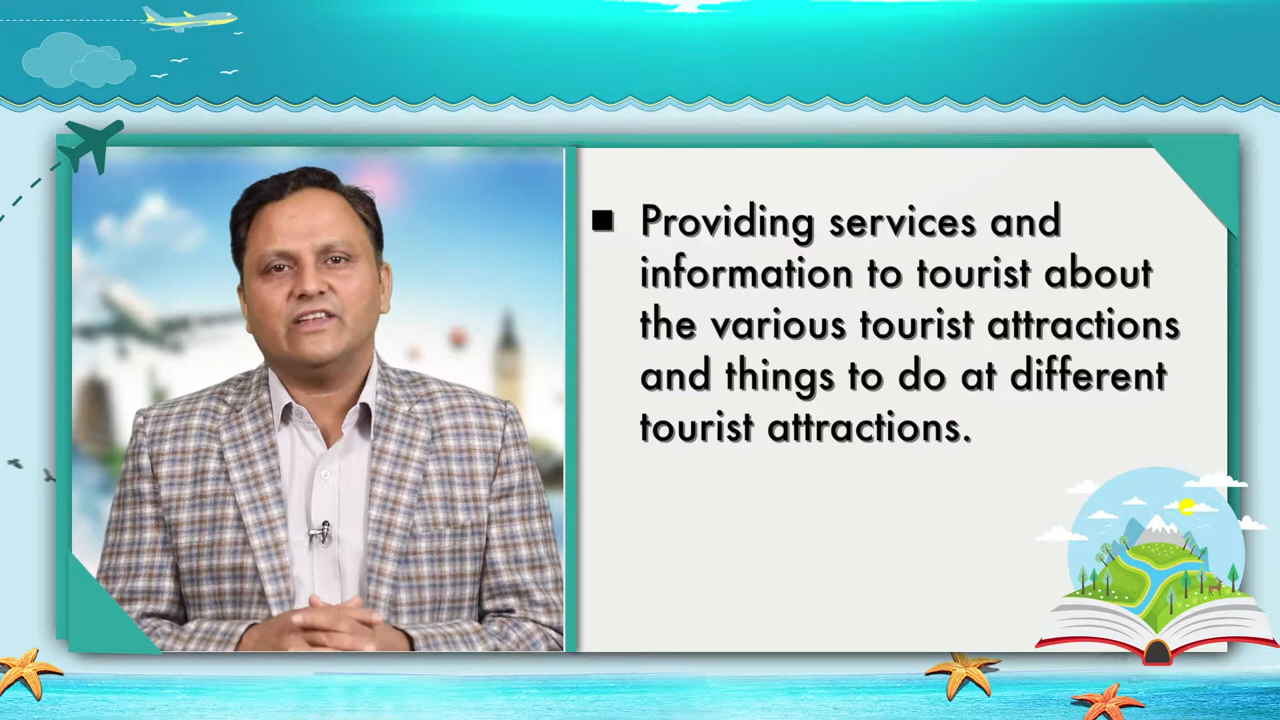 Providing services and
information to tourist about
the various tourist attractions
and things to do at different
tourist attractions.